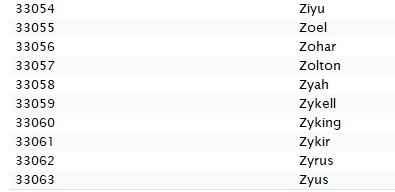 33054 Ziyu
33055 Zoel
33056 Zohar
33057 Zolton
33058 Zyah
33059 Zykell
33060 Zyking
33061 Zykir
33062 Zyrus
33063 Zyus